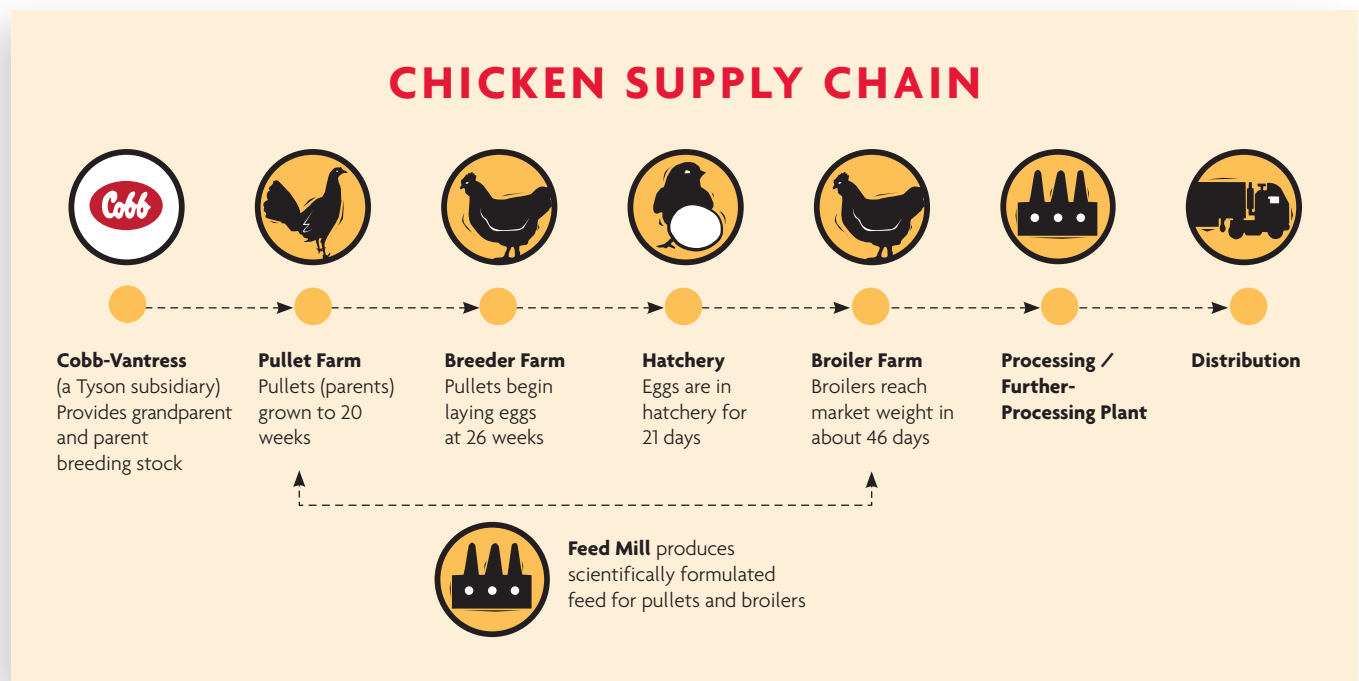 CHICKEN SUPPLY CHAIN
Cobb
Cobb-Vantress
(a Tyson subsidiary)
Provides grandparent
and parent
breeding stock
Pullet Farm
Pullets (parents)
grown to 20
weeks
Breeder Farm
Pullets begin
laying eggs
at 26 weeks
Hatchery
Eggs are in
hatchery for
21 days
Broiler Farm
Broilers reach
market weight in
about 46 days
Processing /
Further-
Processing Plant
Distribution
Feed Mill produces
scientifically formulated
feed for pullets and broilers